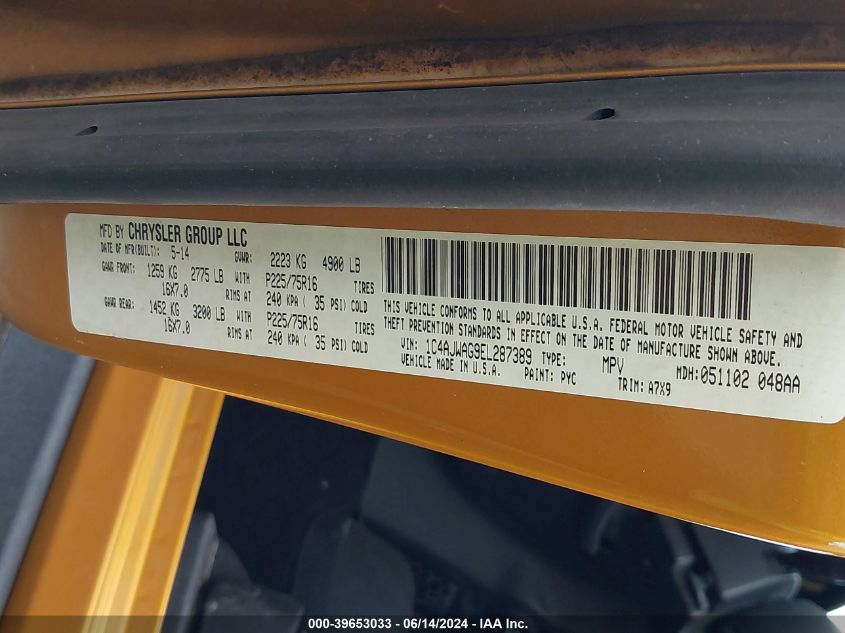 MFD BY CHRYSLER GROUP LLC
DATE OF MFR(BUILT): 5-14 GVWR: 2223 KG 4900 LB
GAWR FRONT: 1259 KG 2775 LB WITH P225/75R16 TIRES
16X7.0 RIMS AT 240 KPA ( 35 PSI) COLD
GAWR REAR: 1452 KG 3200 LB WITH P225/75R16 TIRES
16X7.0 RIMS AT 240 KPA ( 35 PSI) COLD
THIS VEHICLE CONFORMS TO ALL APPLICABLE U.S.A. FEDERAL MOTOR VEHICLE SAFETY AND
THEFT PREVENTION STANDARDS IN EFFECT ON THE DATE OF MANUFACTURE SHOWN ABOVE.
VIN: 1C4AJWAG9EL287389 TYPE: MPV MDH:051102 048AA
VEHICLE MADE IN U.S.A. PAINT: PYC TRIM: A7X9
000-39653033 - 06/14/2024 - IAA Inc.